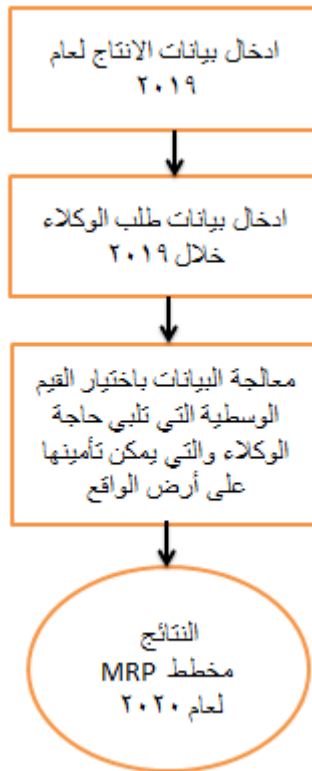 ادخال بيانات الانتاج لعام
٢٠١٩
ادخال بيانات طلب الوكلاء
خلال ٢٠١٩
معالجة البيانات باختيار القيم
الوسطية التي تلبي حاجة
الوكلاء والتي يمكن تأمينها
على أرض الواقع
النتائج
مخطط MRP
لعام ٢٠٢٠